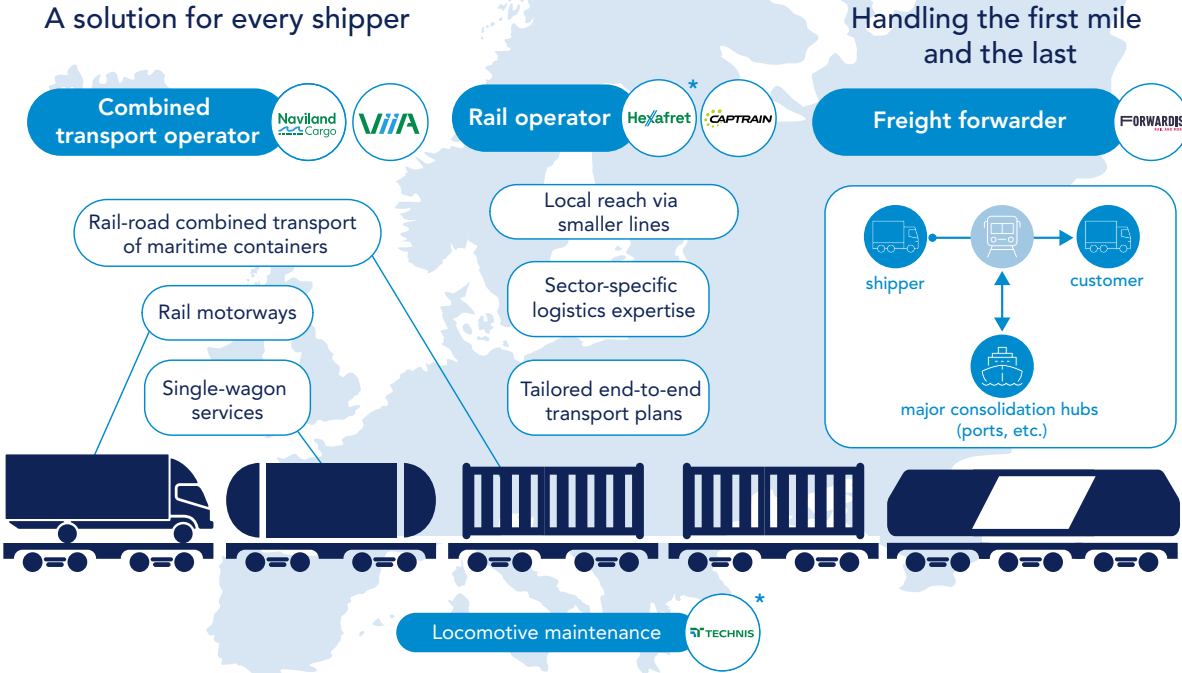 A solution for every shipper
Handling the first mile
and the last
Combined
transport operator
Naviland
Cargo
VIIA
Rail operator
Hexafret
*
CAPTRAIN
Freight forwarder
FORWARDIS
Rail-road combined transport
of maritime containers
Rail motorways
Single-wagon
services
Local reach via
smaller lines
Sector-specific
logistics expertise
Tailored end-to-end
transport plans
shipper
customer
major consolidation hubs
(ports, etc.)
Locomotive maintenance
TECHNIS
*